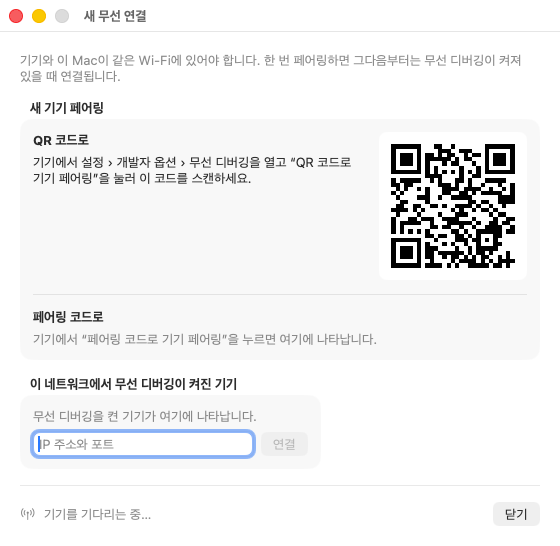 새 무선 연결
기기와 이 Mac이 같은 Wi-Fi에 있어야 합니다. 한 번 페어링하면 그다음부터는 무선 디버깅이 켜져
있을 때 연결됩니다.
새 기기 페어링
QR 코드로
기기에서 설정 › 개발자 옵션 › 무선 디버깅을 열고 “QR 코드로
기기 페어링”을 눌러 이 코드를 스캔하세요.
페어링 코드로
기기에서 “페어링 코드로 기기 페어링”을 누르면 여기에 나타납니다.
이 네트워크에서 무선 디버깅이 켜진 기기
무선 디버깅을 켠 기기가 여기에 나타납니다.
IP 주소와 포트
연결
기기를 기다리는 중...
닫기